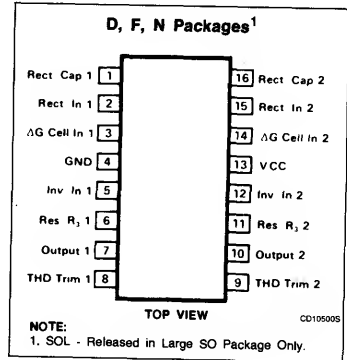 D, F, N Packages¹
Rect Cap 1 1
16 Rect Cap 2
Rect In 1 2
15 Rect In 2
ΔG Cell In 1 3
14 ΔG Cell In 2
GND 4
13 VCC
Inv In 1 5
12 Inv In 2
Res R₃ 1 6
11 Res R₃ 2
Output 1 7
10 Output 2
THD Trim 1 8
9 THD Trim 2
TOP VIEW
CD10500S
NOTE:
1. SOL - Released in Large SO Package Only.